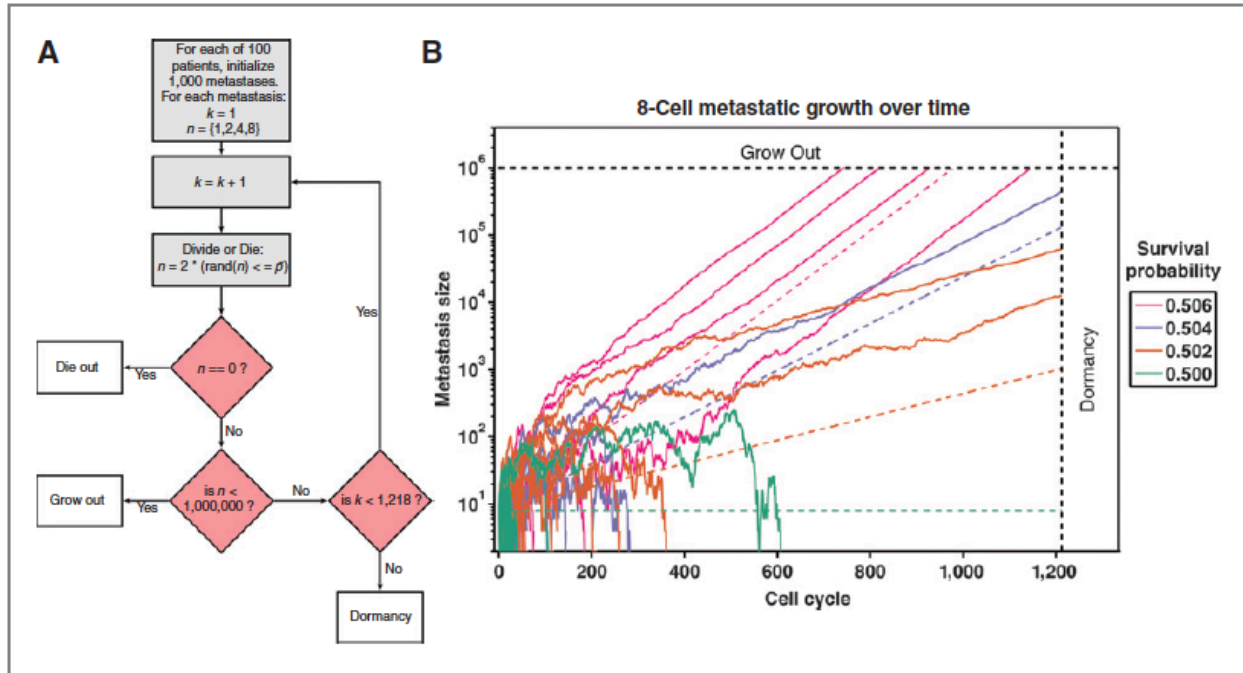 A
For each of 100
patients, initialize
1,000 metastases.
For each metastasis:
k = 1
n = {1,2,4,8}
k = k + 1
Divide or Die:
n = 2 * (rand(n) <= p̄)
Yes
n == 0 ?
Yes
Die out
No
is n <
1,000,000 ?
Yes
Grow out
No
is k < 1,218 ?
No
Dormancy
B
8-Cell metastatic growth over time
Grow Out
Metastasis size
10⁶
10⁵
10⁴
10³
10²
10¹
0
200
400
600
800
1,000
1,200
Cell cycle
Dormancy
Survival
probability
0.506
0.504
0.502
0.500